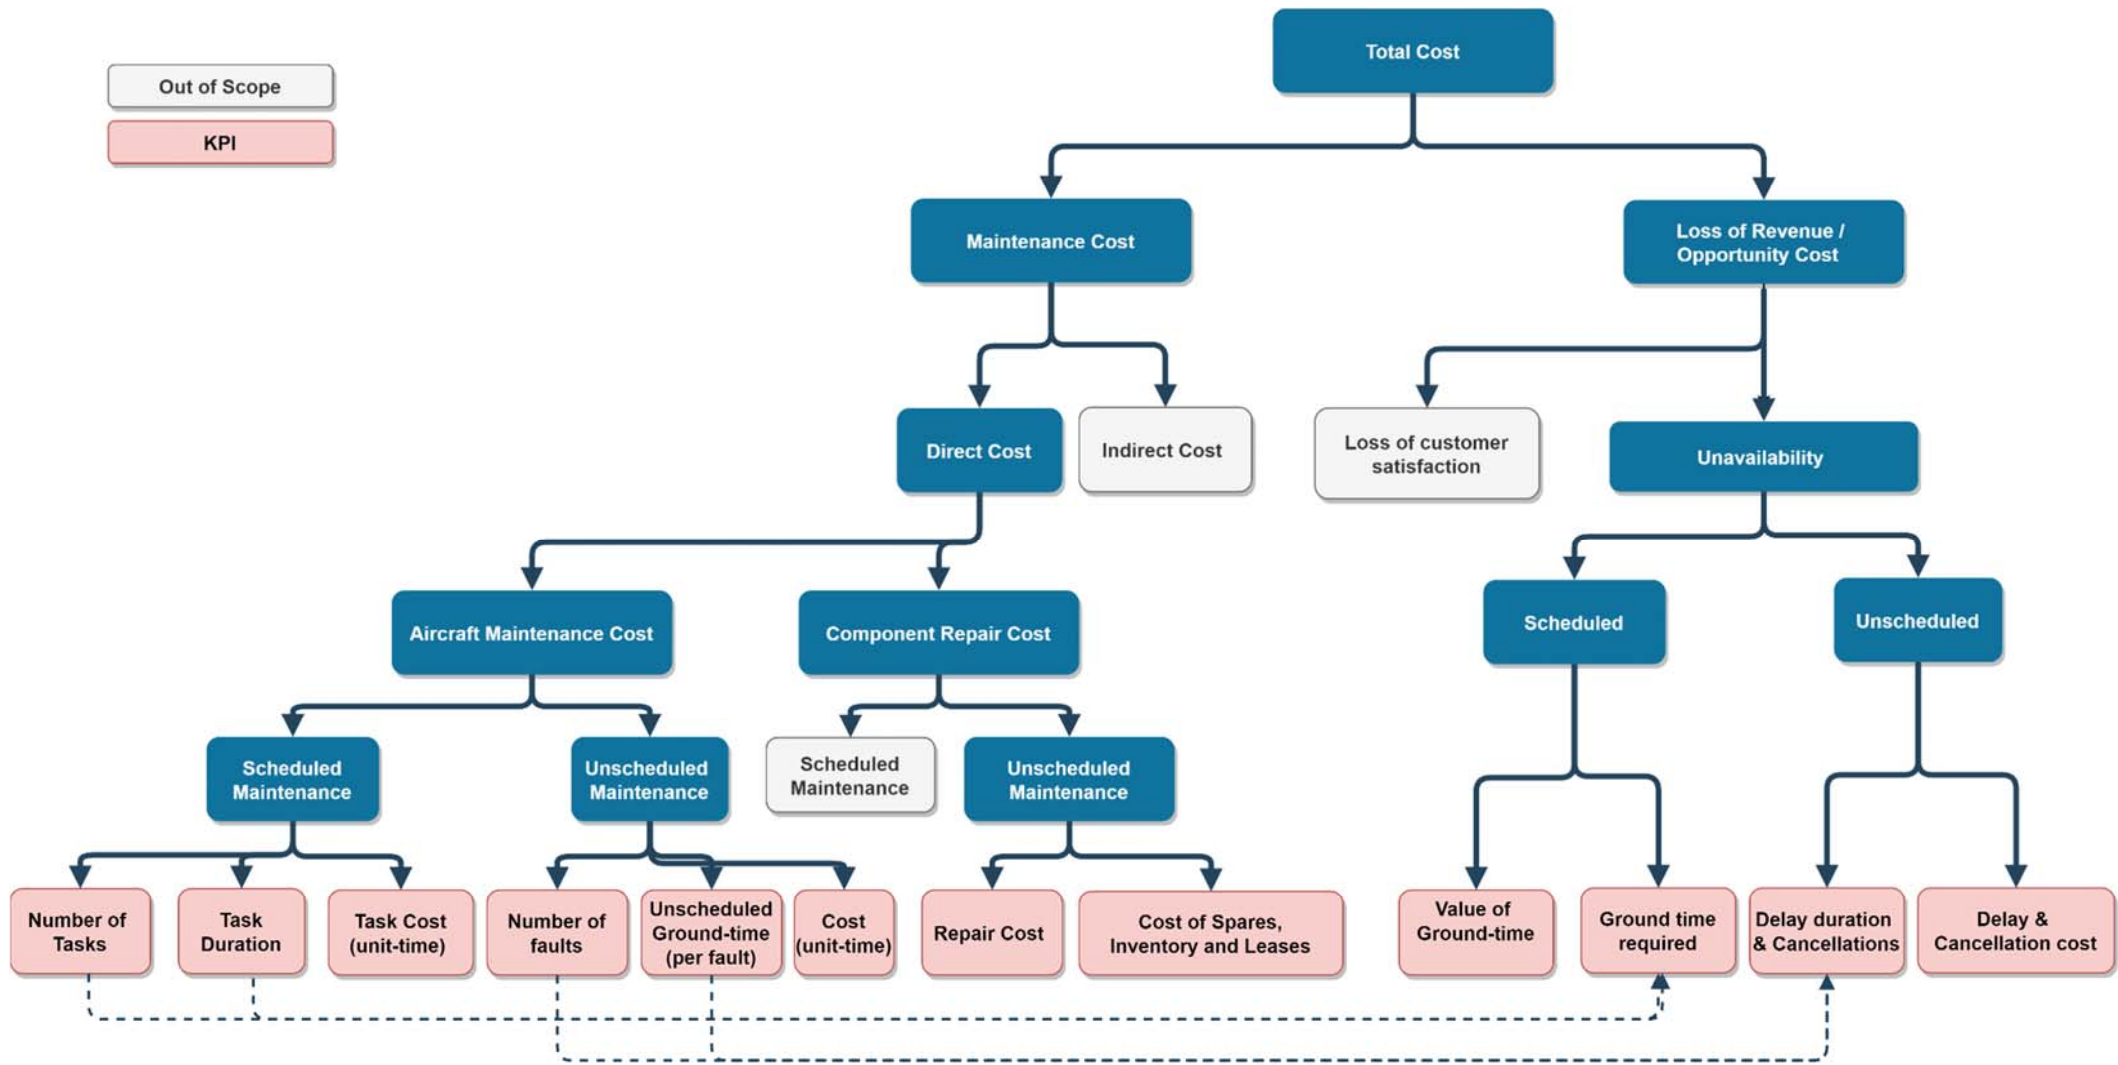 Total Cost
Out of Scope
KPI
Maintenance Cost
Loss of Revenue /
Opportunity Cost
Direct Cost
Indirect Cost
Loss of customer
satisfaction
Unavailability
Aircraft Maintenance Cost
Component Repair Cost
Scheduled
Unscheduled
Scheduled
Maintenance
Unscheduled
Maintenance
Scheduled
Maintenance
Unscheduled
Maintenance
Number of
Tasks
Task
Duration
Task Cost
(unit-time)
Number of
faults
Unscheduled
Ground-time
(per fault)
Cost
(unit-time)
Repair Cost
Cost of Spares,
Inventory and Leases
Value of
Ground-time
Ground time
required
Delay duration
& Cancellations
Delay &
Cancellation cost